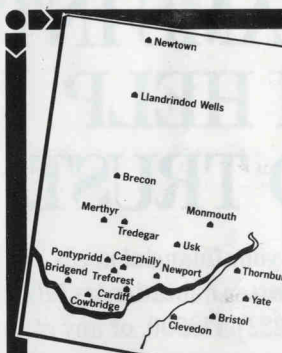 Newtown
Llandrindod Wells
Brecon
Merthyr
Tredegar
Monmouth
Usk
Pontypridd
Caerphilly
Newport
Bridgend
Treforest
Thornbu
Cardiff
Cowbridge
Yate
Clevedon
Bristol